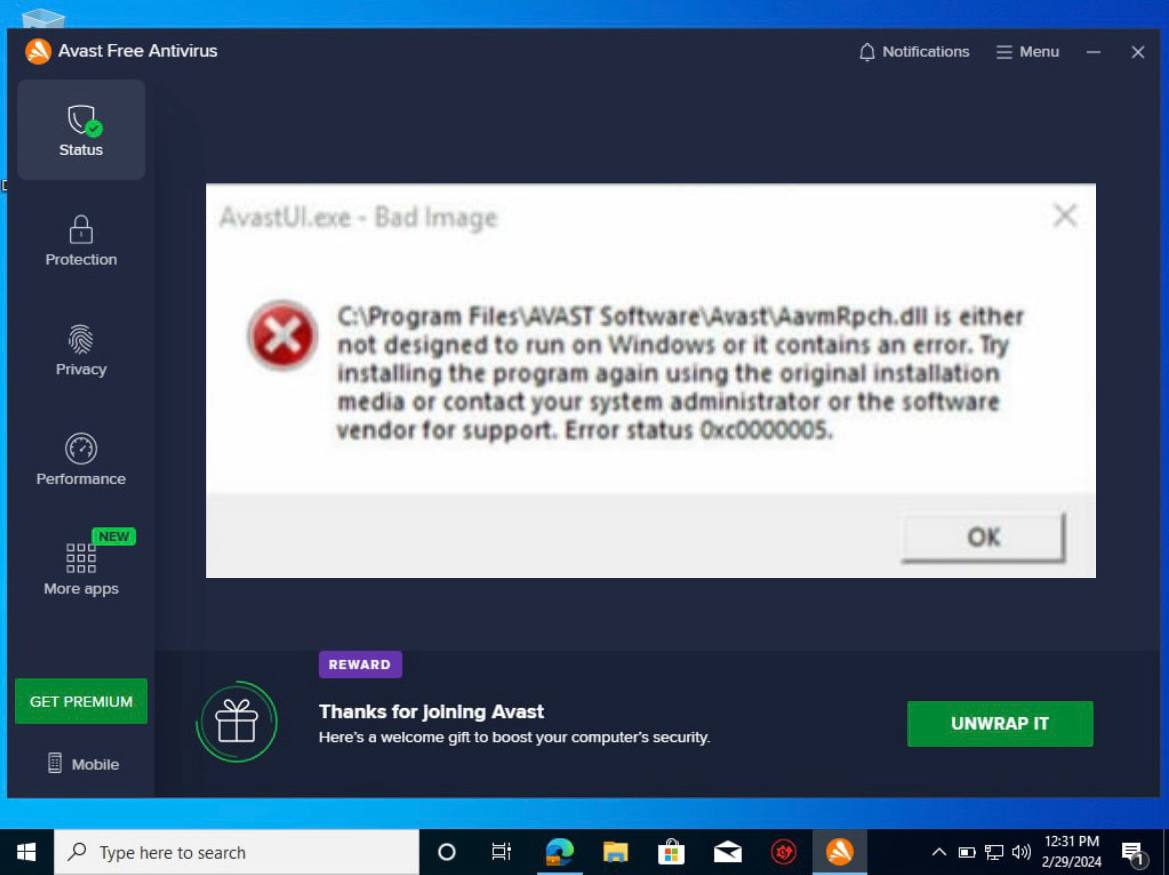 Avast Free Antivirus
Notifications
Menu
Status
Protection
Privacy
Performance
NEW
More apps
GET PREMIUM
Mobile
AvastUI.exe - Bad Image
C:\Program Files\AVAST Software\Avast\AavmRpch.dll is either
not designed to run on Windows or it contains an error. Try
installing the program again using the original installation
media or contact your system administrator or the software
vendor for support. Error status 0xc0000005.
OK
REWARD
Thanks for joining Avast
Here's a welcome gift to boost your computer's security.
UNWRAP IT
Type here to search
12:31 PM
2/29/2024
1